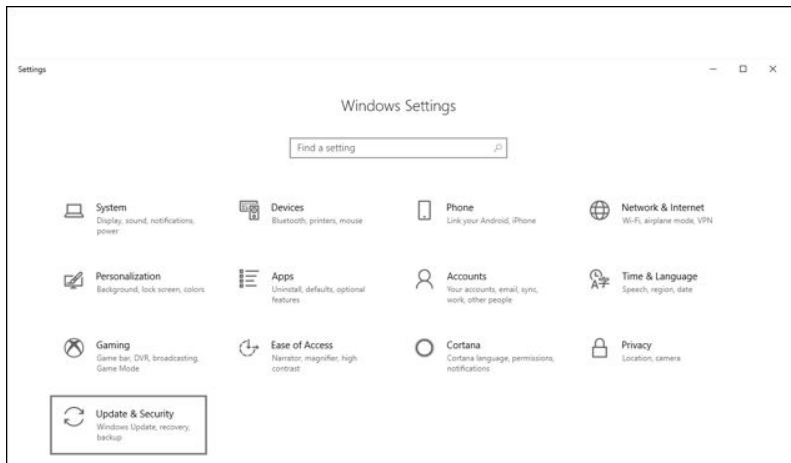 Settings
Windows Settings
Find a setting
System
Display, sound, notifications,
power
Devices
Bluetooth, printers, mouse
Phone
Link your Android, iPhone
Network & Internet
Wi-Fi, airplane mode, VPN
Personalization
Background, lock screen, colors
Apps
Uninstall, defaults, optional
features
Accounts
Your accounts, email, sync,
work, other people
Time & Language
Speech, region, date
Gaming
Game bar, DVR, broadcasting,
Game Mode
Ease of Access
Narrator, magnifier, high
contrast
Cortana
Cortana language, permissions,
notifications
Privacy
Location, camera
Update & Security
Windows Update, recovery,
backup